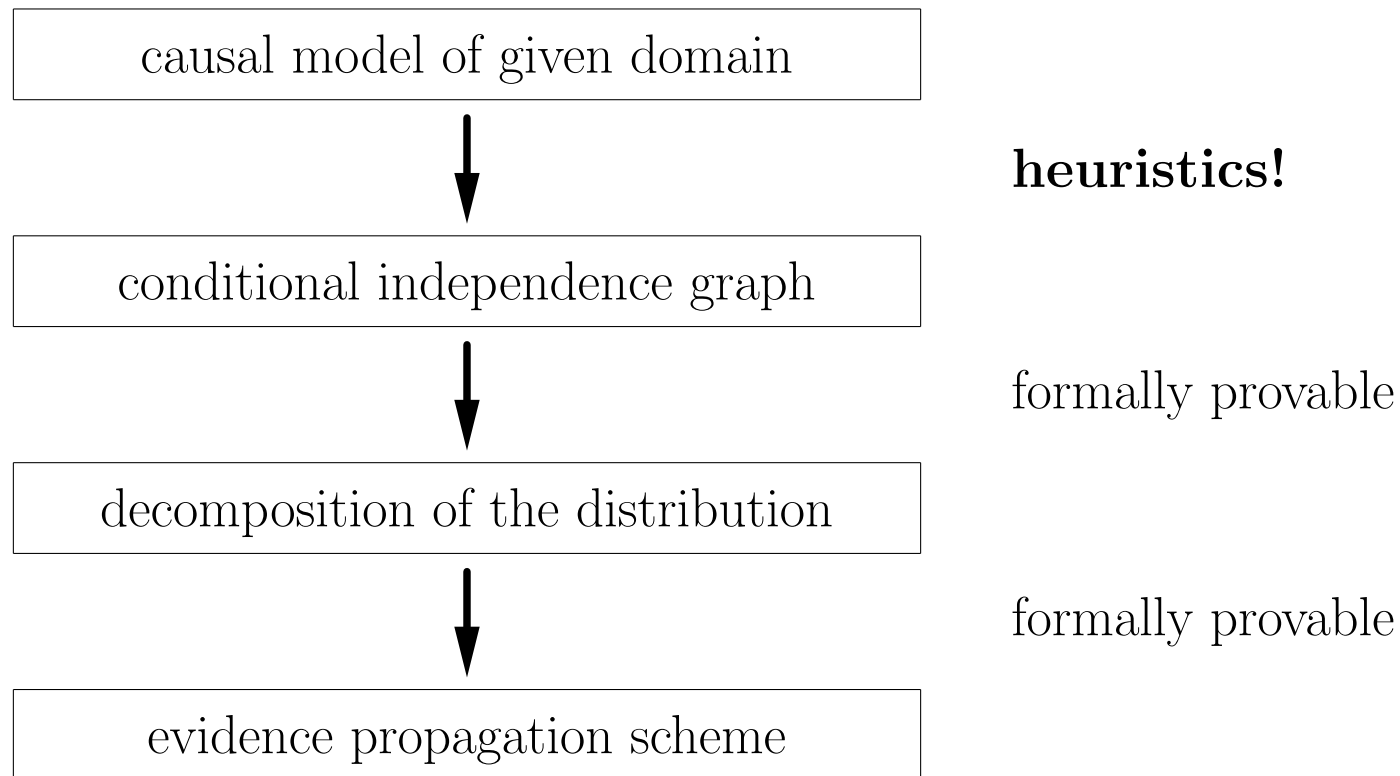 causal model of given domain
heuristics!
conditional independence graph
formally provable
decomposition of the distribution
formally provable
evidence propagation scheme